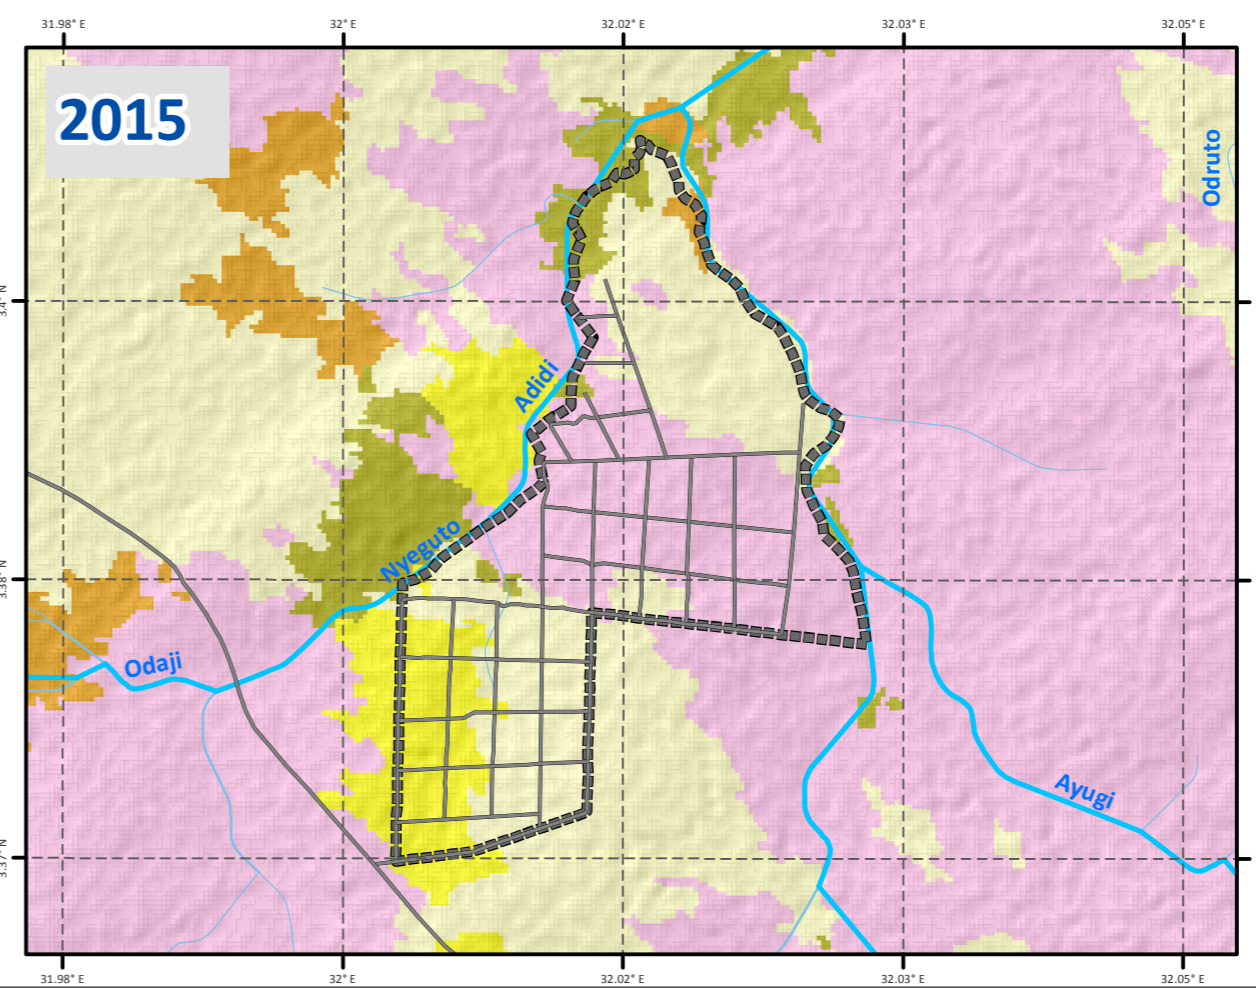 31.98° E 32° E 32.02° E 32.03° E 32.05° E
2015
Odruto
3.4° N
Adidi
Nyeguto
3.38° N
Odaji
Ayugi
3.37° N
31.98° E 32° E 32.02° E 32.03° E 32.05° E